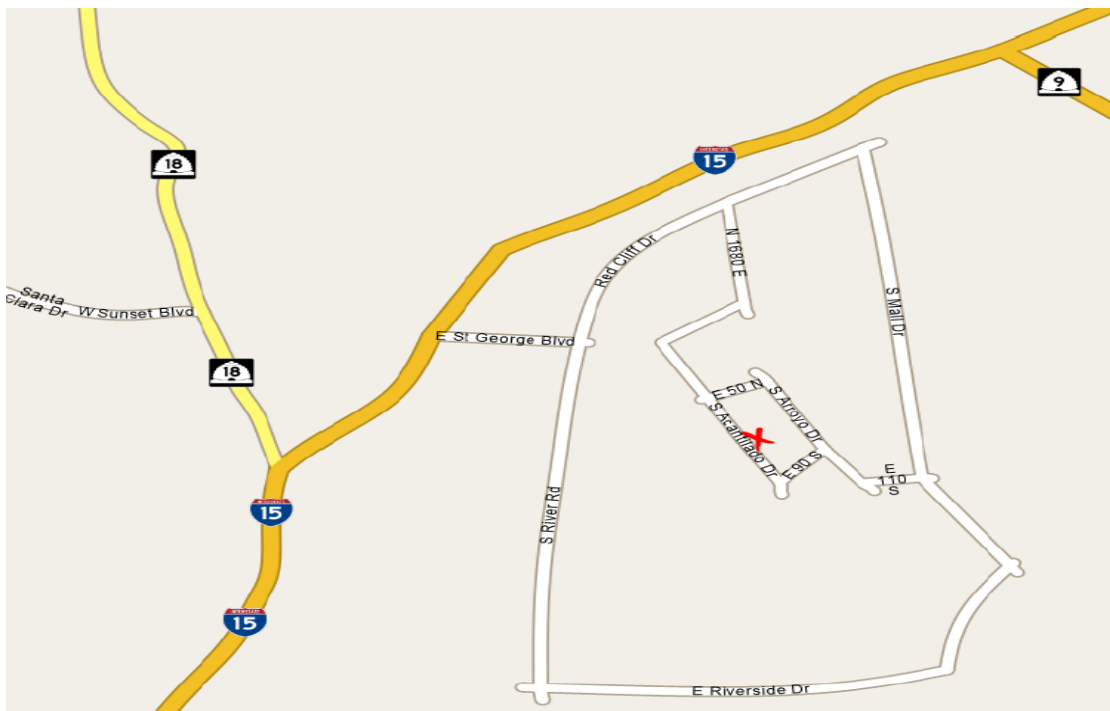 9
18
15
Red Cliff Dr
N 1680 E
Santa
Clara Dr
W Sunset Blvd
S Mall Dr
E St George Blvd
18
E 50 N
S Arroyo Dr
S Acantilado Dr
E 90 S
E
110
S
15
S River Rd
15
E Riverside Dr